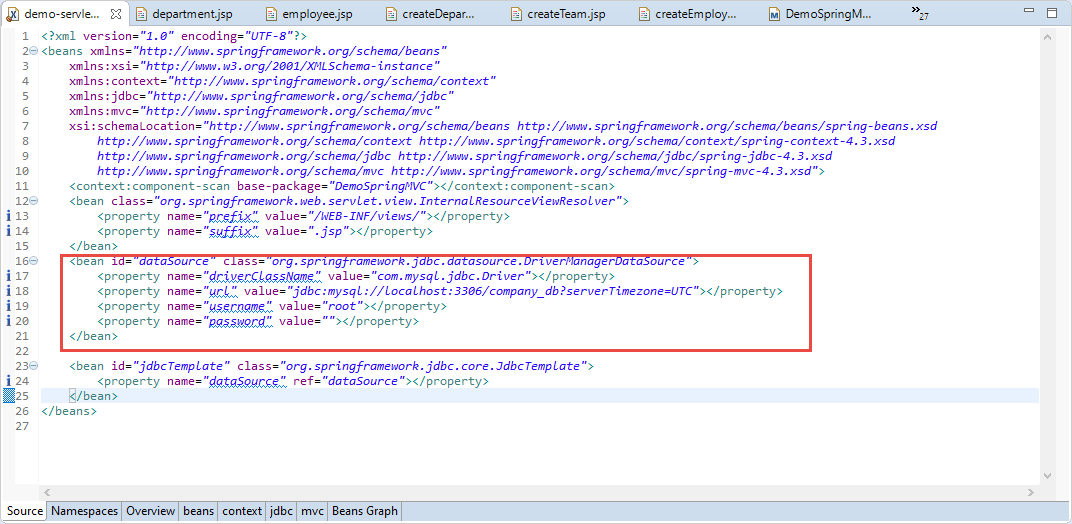 demo-servle... department.jsp employee.jsp createDepar... createTeam.jsp createEmploy... DemoSpringM... »27
1 <?xml version="1.0" encoding="UTF-8"?>
2 <beans xmlns="http://www.springframework.org/schema/beans"
3 xmlns:xsi="http://www.w3.org/2001/XMLSchema-instance"
4 xmlns:context="http://www.springframework.org/schema/context"
5 xmlns:jdbc="http://www.springframework.org/schema/jdbc"
6 xmlns:mvc="http://www.springframework.org/schema/mvc"
7 xsi:schemaLocation="http://www.springframework.org/schema/beans http://www.springframework.org/schema/beans/spring-beans.xsd
8 http://www.springframework.org/schema/context http://www.springframework.org/schema/context/spring-context-4.3.xsd
9 http://www.springframework.org/schema/jdbc http://www.springframework.org/schema/jdbc/spring-jdbc-4.3.xsd
10 http://www.springframework.org/schema/mvc http://www.springframework.org/schema/mvc/spring-mvc-4.3.xsd">
11 <context:component-scan base-package="DemoSpringMVC"></context:component-scan>
12 <bean class="org.springframework.web.servlet.view.InternalResourceViewResolver">
13 <property name="prefix" value="/WEB-INF/views/"></property>
14 <property name="suffix" value=".jsp"></property>
15 </bean>
16 <bean id="dataSource" class="org.springframework.jdbc.datasource.DriverManagerDataSource">
17 <property name="driverClassName" value="com.mysql.jdbc.Driver"></property>
18 <property name="url" value="jdbc:mysql://localhost:3306/company_db?serverTimezone=UTC"></property>
19 <property name="username" value="root"></property>
20 <property name="password" value=""></property>
21 </bean>
22
23 <bean id="jdbcTemplate" class="org.springframework.jdbc.core.JdbcTemplate">
24 <property name="dataSource" ref="dataSource"></property>
25 </bean>
26 </beans>
27
Source Namespaces Overview beans context jdbc mvc Beans Graph